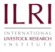 ILRI
INTERNATIONAL
LIVESTOCK RESEARCH
INSTITUTE